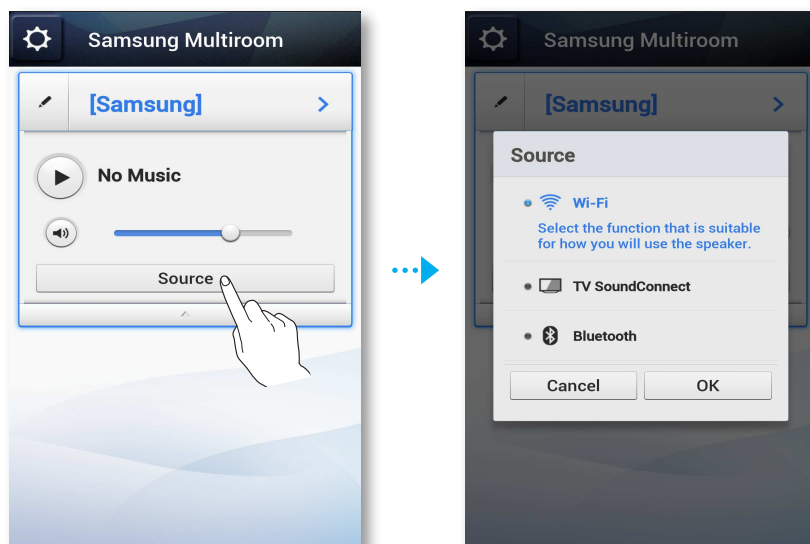 Samsung Multiroom
[Samsung]
No Music
Source
Samsung Multiroom
[Samsung]
Source
Wi-Fi
Select the function that is suitable
for how you will use the speaker.
TV SoundConnect
Bluetooth
Cancel OK